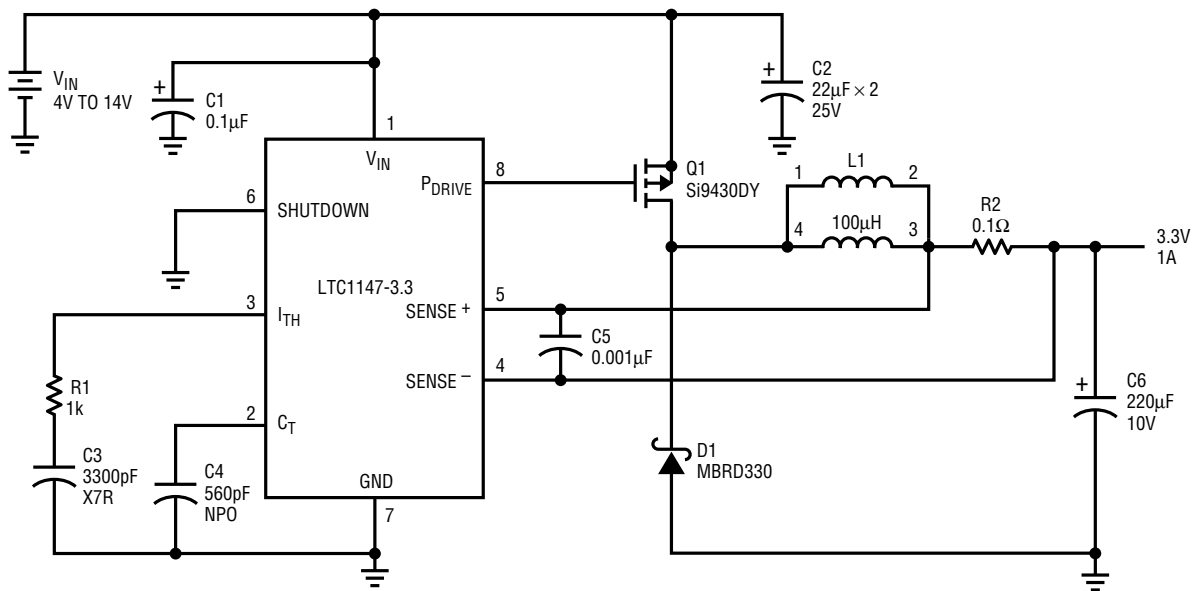 V_IN
4V TO 14V
+
C1
0.1µF
1
V_IN
+
C2
22µF × 2
25V
6
SHUTDOWN
P_DRIVE
8
Q1
Si9430DY
1
L1
2
4
100µH
3
R2
0.1Ω
3.3V
1A
LTC1147-3.3
3
I_TH
SENSE +
5
C5
0.001µF
SENSE –
4
R1
1k
2
C_T
+
C6
220µF
10V
C3
3300pF
X7R
C4
560pF
NPO
GND
7
D1
MBRD330